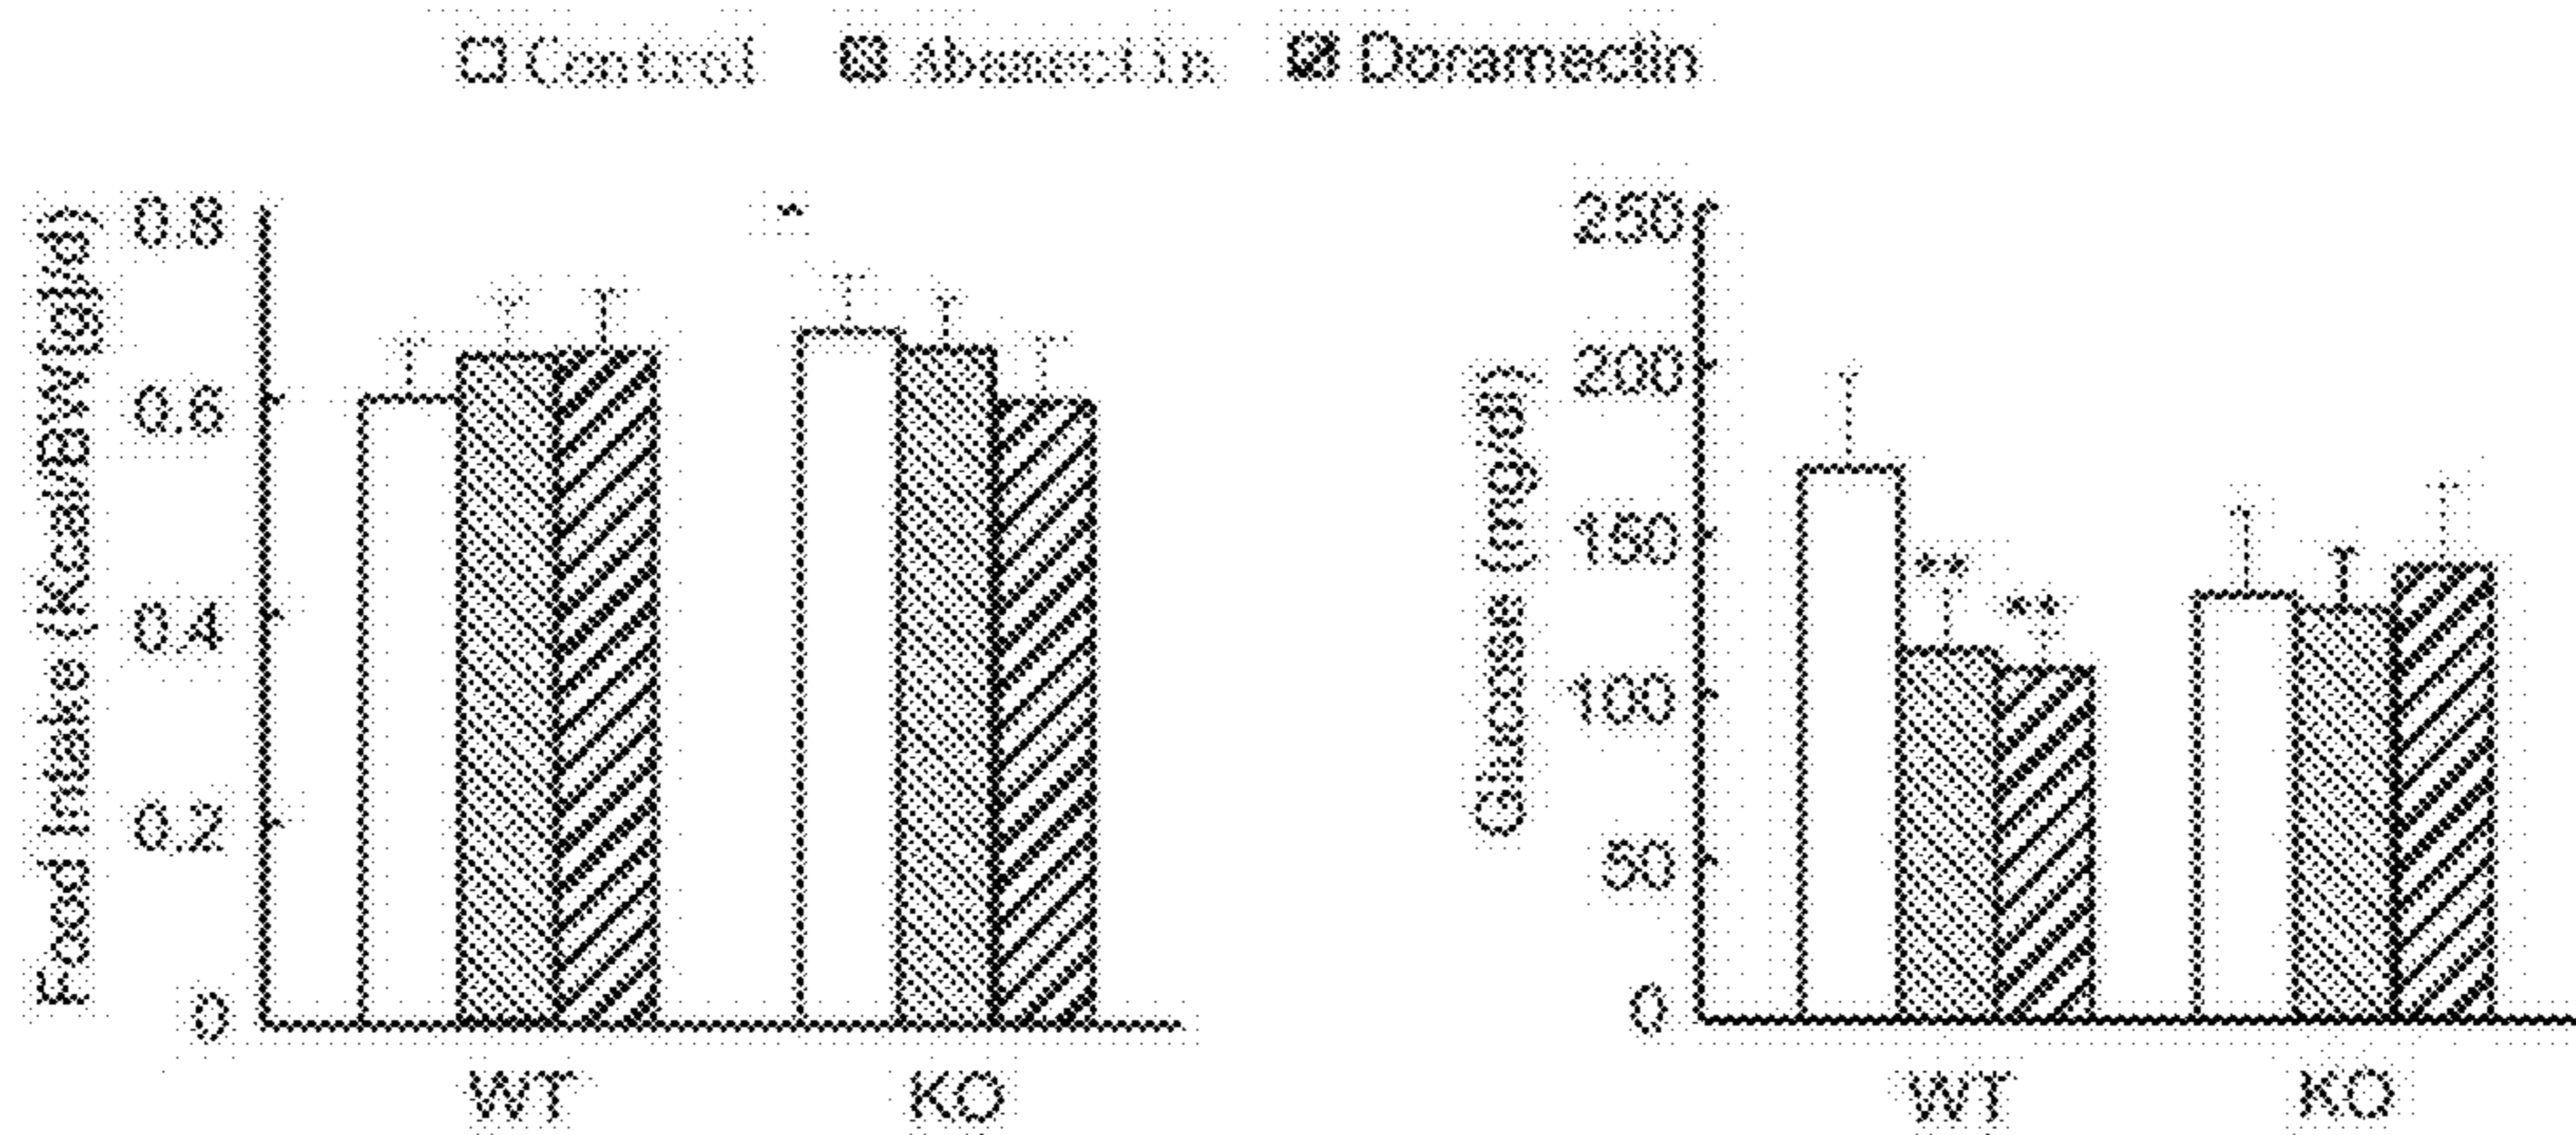 Control Abamectin Doramectin
Food Intake (Kcal/BW[g]/d)
0.8
0.6
0.4
0.2
0
WT KO
Glucose (mg/dl)
250
200
150
100
50
0
** **
WT KO